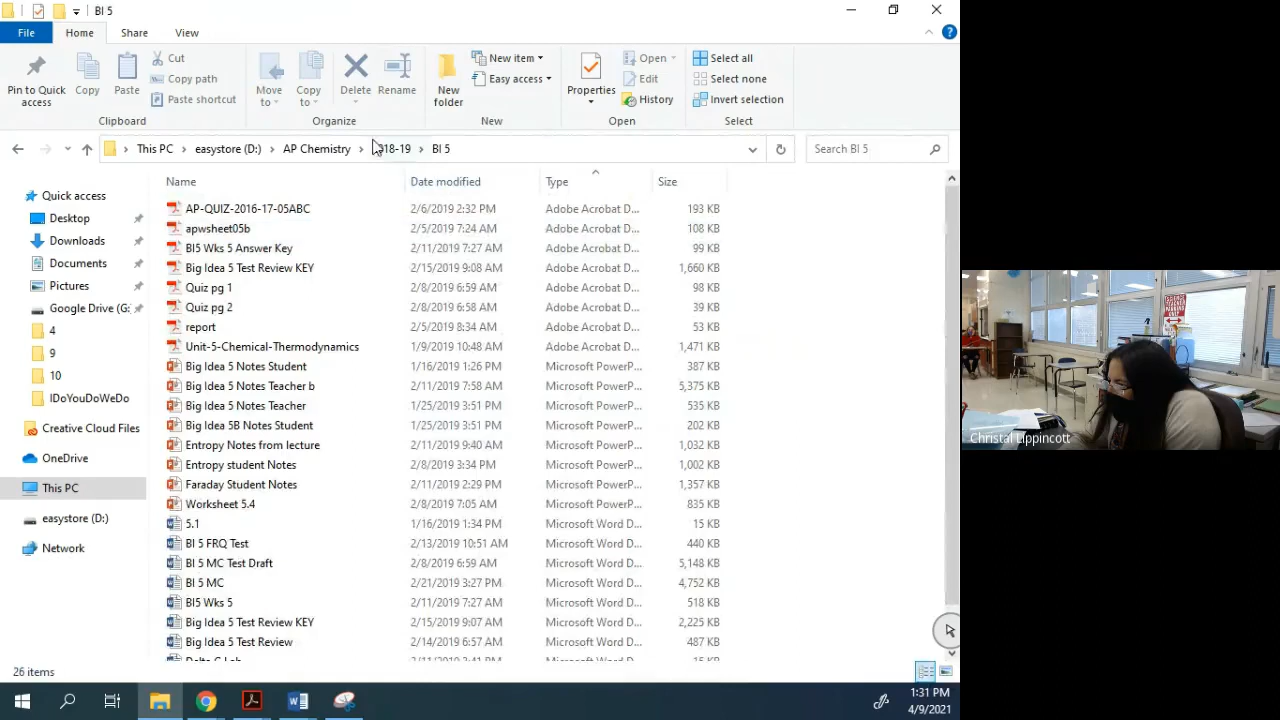 BI 5
File Home Share View
Pin to Quick access
Copy
Paste
Cut
Copy path
Paste shortcut
Clipboard
Move to
Copy to
Delete
Rename
Organize
New folder
New item
Easy access
New
Properties
Open
Edit
History
Open
Select all
Select none
Invert selection
Select
This PC > easystore (D:) > AP Chemistry > 18-19 > BI 5
Search BI 5
Name Date modified Type Size
Quick access
Desktop
Downloads
Documents
Pictures
Google Drive (G:
4
9
10
IDoYouDoWeDo
Creative Cloud Files
OneDrive
This PC
easystore (D:)
Network
AP-QUIZ-2016-17-05ABC 2/6/2019 2:32 PM Adobe Acrobat D... 193 KB
apwsheet05b 2/5/2019 7:24 AM Adobe Acrobat D... 108 KB
BI5 Wks 5 Answer Key 2/11/2019 7:27 AM Adobe Acrobat D... 99 KB
Big Idea 5 Test Review KEY 2/15/2019 9:08 AM Adobe Acrobat D... 1,660 KB
Quiz pg 1 2/8/2019 6:59 AM Adobe Acrobat D... 98 KB
Quiz pg 2 2/8/2019 6:58 AM Adobe Acrobat D... 39 KB
report 2/5/2019 8:34 AM Adobe Acrobat D... 53 KB
Unit-5-Chemical-Thermodynamics 1/9/2019 10:48 AM Adobe Acrobat D... 1,471 KB
Big Idea 5 Notes Student 1/16/2019 1:26 PM Microsoft PowerP... 387 KB
Big Idea 5 Notes Teacher b 2/11/2019 7:58 AM Microsoft PowerP... 5,375 KB
Big Idea 5 Notes Teacher 1/25/2019 3:51 PM Microsoft PowerP... 535 KB
Big Idea 5B Notes Student 1/25/2019 3:51 PM Microsoft PowerP... 202 KB
Entropy Notes from lecture 2/11/2019 9:40 AM Microsoft PowerP... 1,032 KB
Entropy student Notes 2/8/2019 3:34 PM Microsoft PowerP... 1,002 KB
Faraday Student Notes 2/11/2019 2:29 PM Microsoft PowerP... 1,357 KB
Worksheet 5.4 2/8/2019 7:05 AM Microsoft PowerP... 835 KB
5.1 1/16/2019 1:34 PM Microsoft Word D... 15 KB
BI 5 FRQ Test 2/13/2019 10:51 AM Microsoft Word D... 440 KB
BI 5 MC Test Draft 2/8/2019 6:59 AM Microsoft Word D... 5,148 KB
BI 5 MC 2/21/2019 3:27 PM Microsoft Word D... 4,752 KB
BI5 Wks 5 2/11/2019 7:27 AM Microsoft Word D... 518 KB
Big Idea 5 Test Review KEY 2/15/2019 9:07 AM Microsoft Word D... 2,225 KB
Big Idea 5 Test Review 2/14/2019 6:57 AM Microsoft Word D... 487 KB
26 items
1:31 PM
4/9/2021
SCIENCE
TEACHER
Christal Lippincott